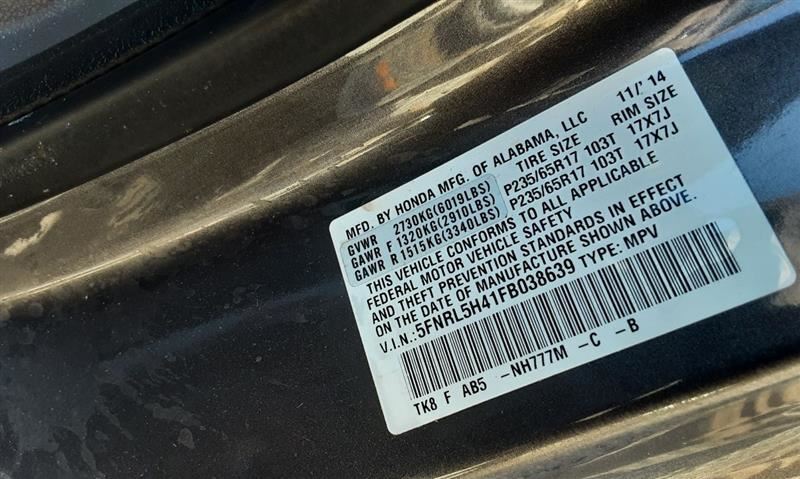 MFD. BY HONDA MFG. OF ALABAMA, LLC 11/'14
TIRE SIZE RIM SIZE
GVWR 2730KG(6019LBS)
GAWR F 1320KG(2910LBS) P235/65R17 103T 17X7J
GAWR R 1515KG(3340LBS) P235/65R17 103T 17X7J
THIS VEHICLE CONFORMS TO ALL APPLICABLE
FEDERAL MOTOR VEHICLE SAFETY
AND THEFT PREVENTION STANDARDS IN EFFECT
ON THE DATE OF MANUFACTURE SHOWN ABOVE.
V.I.N.:5FNRL5H41FB038639 TYPE: MPV
TK8 F AB5 -NH777M -C -B